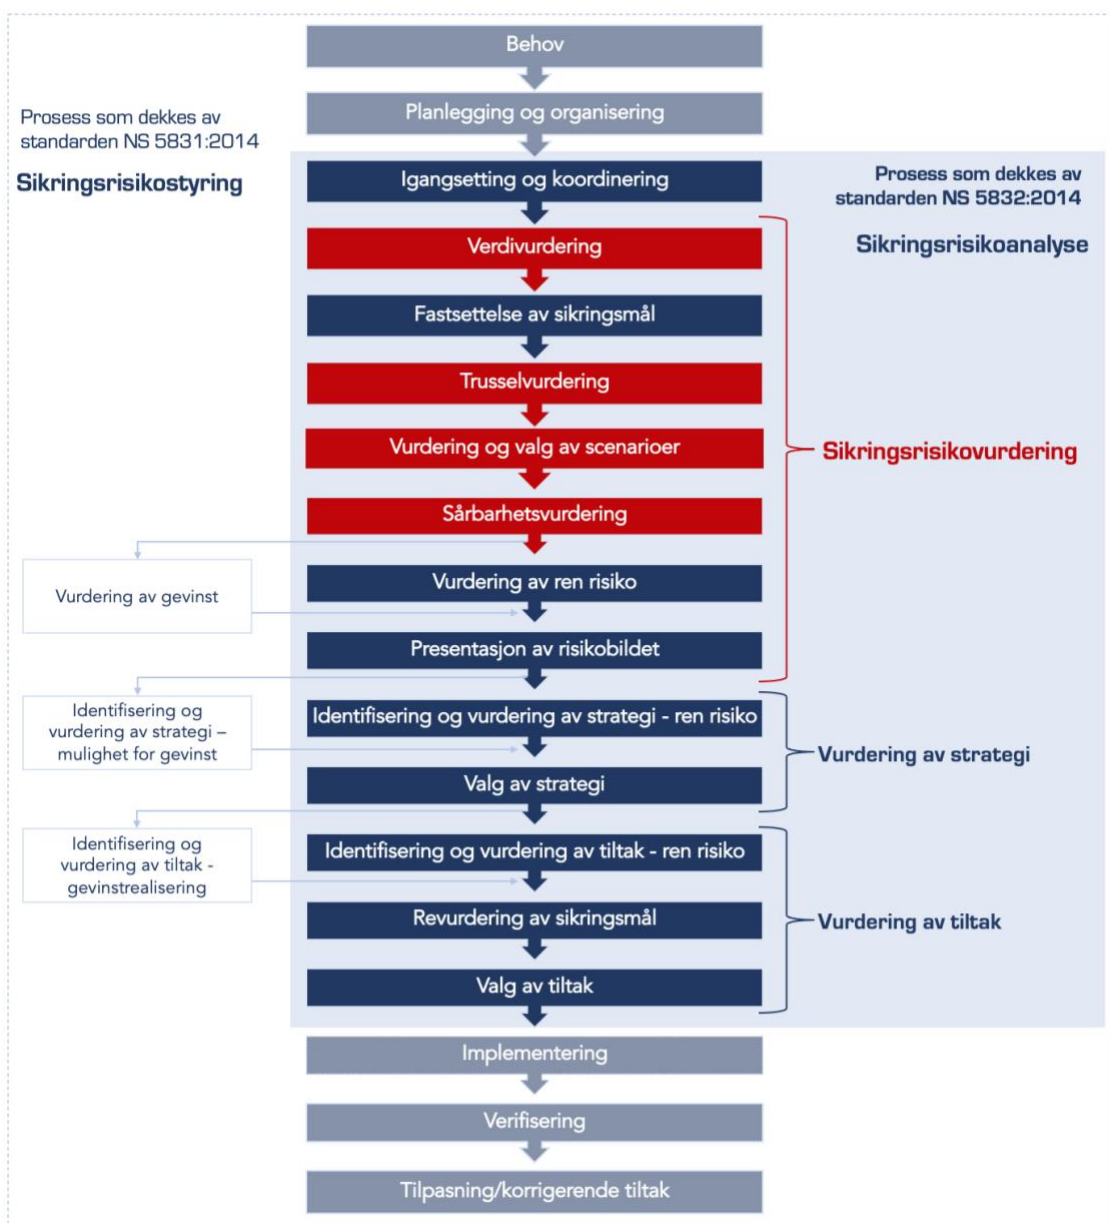 Behov
Planlegging og organisering
Prosess som dekkes av
standarden NS 5831:2014
Sikringsrisikostyring
Igangsetting og koordinering
Prosess som dekkes av
standarden NS 5832:2014
Sikringsrisikoanalyse
Verdivurdering
Fastsettelse av sikringsmål
Trusselvurdering
Vurdering og valg av scenarioer
Sikringsrisikovurdering
Sårbarhetsvurdering
Vurdering av gevinst
Vurdering av ren risiko
Presentasjon av risikobildet
Identifisering og
vurdering av strategi –
mulighet for gevinst
Identifisering og vurdering av strategi - ren risiko
Vurdering av strategi
Valg av strategi
Identifisering og
vurdering av tiltak -
gevinstrealisering
Identifisering og vurdering av tiltak - ren risiko
Revurdering av sikringsmål
Vurdering av tiltak
Valg av tiltak
Implementering
Verifisering
Tilpasning/korrigerende tiltak